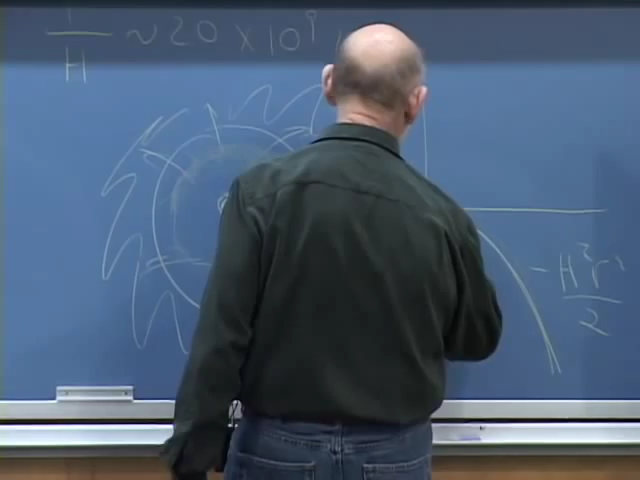 1/H ~ 20 × 10⁹
- H²r²/2